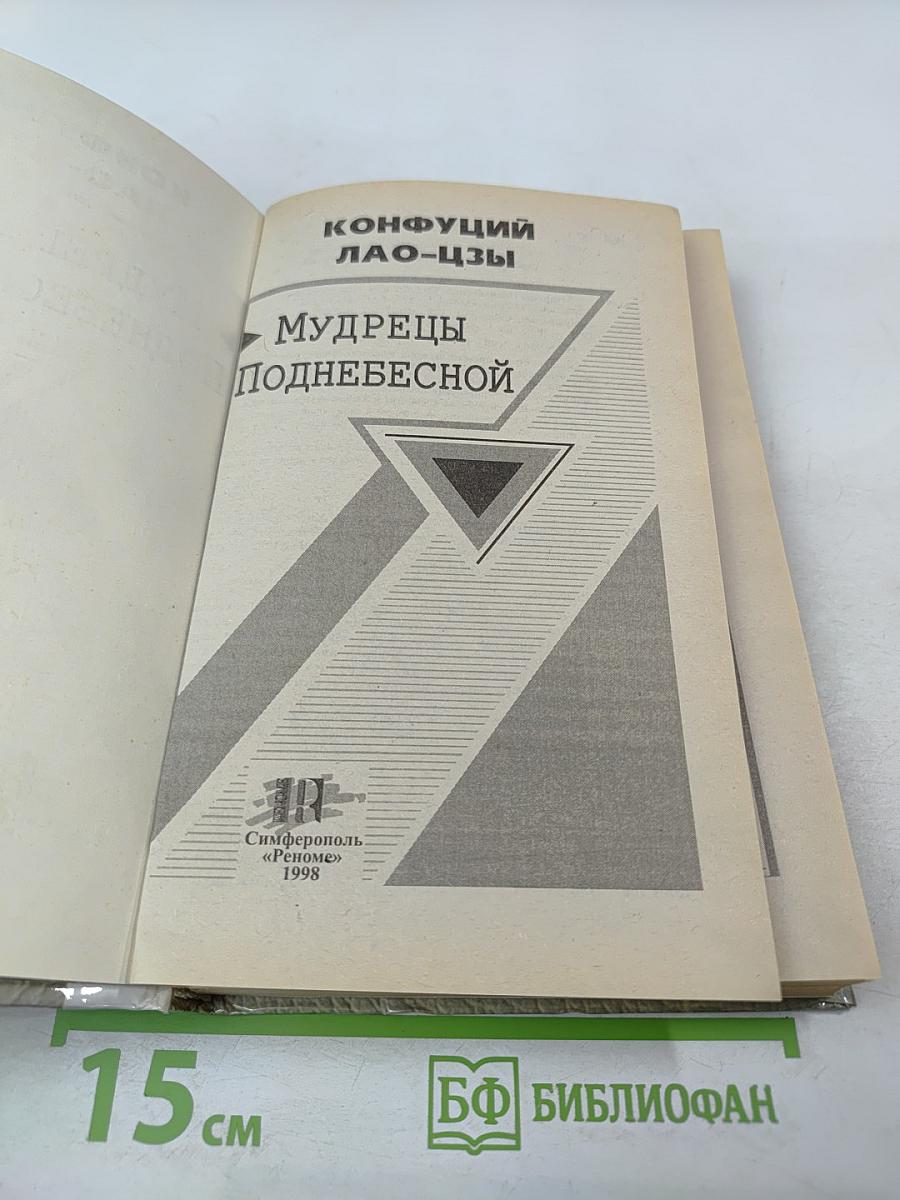 КОНФУЦИЙ
ЛАО-ЦЗЫ
МУДРЕЦЫ
ПОДНЕБЕСНОЙ
Симферополь
«Реноме»
1998
15 см
БФ БИБЛИОФАН